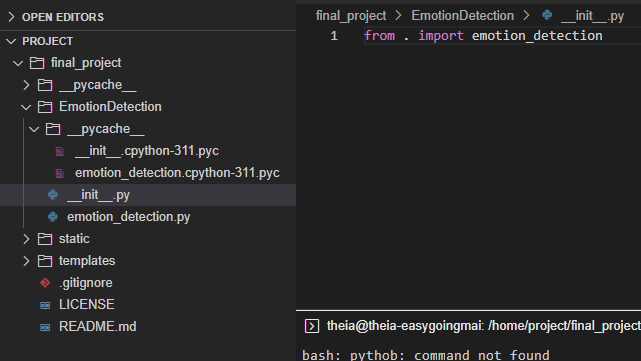 OPEN EDITORS
PROJECT
final_project
__pycache__
EmotionDetection
__pycache__
__init__.cpython-311.pyc
emotion_detection.cpython-311.pyc
__init__.py
emotion_detection.py
static
templates
.gitignore
LICENSE
README.md
final_project > EmotionDetection > __init__.py
1 from . import emotion_detection
theia@theia-easygoingmai: /home/project/final_project
bash: pythob: command not found